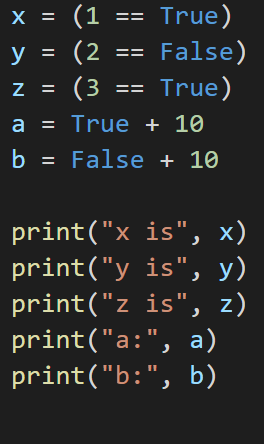 x = (1 == True)
y = (2 == False)
z = (3 == True)
a = True + 10
b = False + 10
print("x is", x)
print("y is", y)
print("z is", z)
print("a:", a)
print("b:", b)